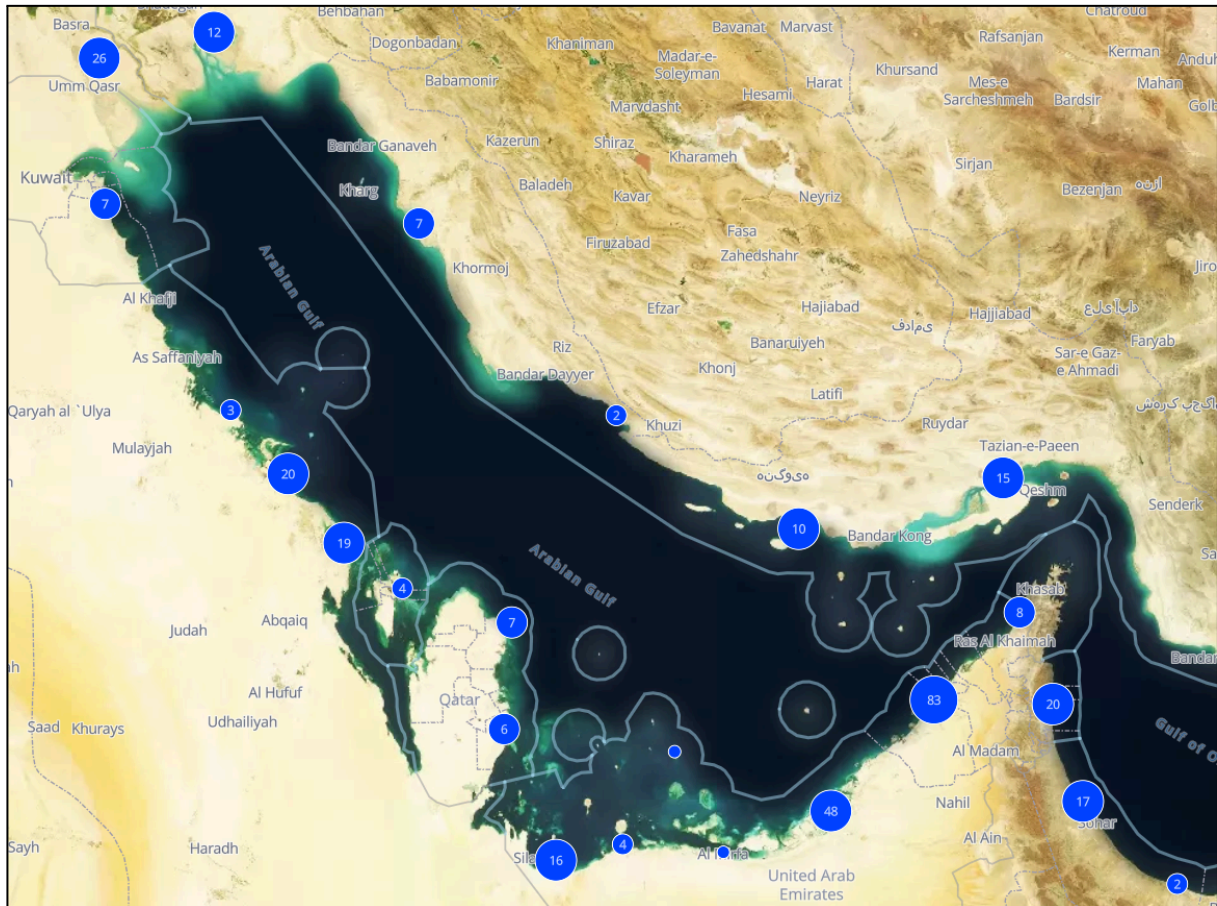 Behbahan
Chatroud
Basra
12
Dogonbadan
Khaniman
Bavanat
Marvast
Rafsanjan
Kerman
26
Umm Qasr
Babamonir
Madar-e-
Soleyman
Harat
Khursand
Mes-e
Sarcheshmeh
Bardsir
Mahan
Marvdasht
Hesami
Bandar Ganaveh
Kazerun
Shiraz
Kharameh
Sirjan
Kuwait
Kharg
Baladeh
Kavar
Neyriz
Bezenjan
7
7
Firuzabad
Fasa
Zahedshahr
Khormoj
Arabian Gulf
Al Khafji
Efzar
Hajiabad
Hajjiabad
As Saffaniyah
Riz
Banaruiyeh
Faryab
Bandar Dayyer
Khonj
Sar-e Gaz-
e Ahmadi
Latifi
Qaryah al `Ulya
3
2
Khuzi
Ruydar
Mulayjah
Tazian-e-Paeen
20
15
Qeshm
Senderk
19
10
Bandar Kong
Arabian Gulf
4
Khasab
8
7
Abqaiq
Judah
Ras Al Khaimah
Al Hufuf
Qatar
83
20
Saad
Khurays
Udhailiyah
6
Al Madam
48
17
Nahil
Sohar
Al Ain
Sayh
Haradh
16
4
United Arab
Emirates
2